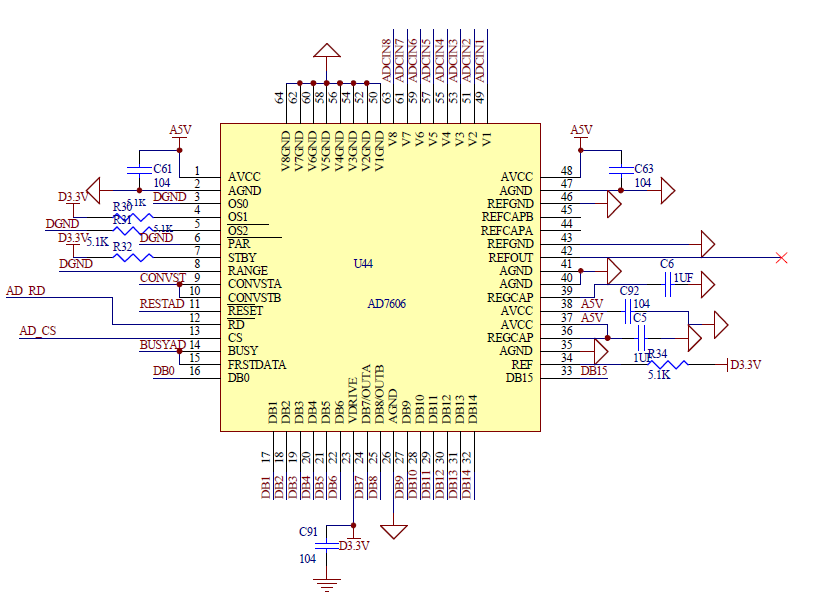 ADCIN8 ADCIN7 ADCIN6 ADCIN5 ADCIN4 ADCIN3 ADCIN2 ADCIN1
64 62 60 58 56 54 52 50 63 61 59 57 55 53 51 49
V8GND V7GND V6GND V5GND V4GND V3GND V2GND V1GND V8 V7 V6 V5 V4 V3 V2 V1
A5V
C61
104
D3.3V
R30
5.1K
DGND
DGND
R31
5.1K
D3.3V
5.1K
DGND
R32
DGND
CONVST
AD_RD
RESTAD
AD_CS
BUSYAD
DB0
1 AVCC
2 AGND
3 OS0
4 OS1
5 OS2
6 PAR
7 STBY
8 RANGE
9 CONVSTA
10 CONVSTB
11 RESET
12 RD
13 CS
14 BUSY
15 FRSTDATA
16 DB0
U44
AD7606
AVCC 48
AGND 47
REFGND 46
REFCAPB 45
REFCAPA 44
REFGND 43
REFOUT 42
AGND 41
AGND 40
REGCAP 39
AVCC 38
AVCC 37
REGCAP 36
AGND 35
REF 34
DB15 33
A5V
C63
104
C6
1UF
A5V
C92
104
A5V
C5
1UF
R34
5.1K
D3.3V
DB15
DB1 DB2 DB3 DB4 DB5 DB6 VDRIVE DB7/OUTA DB8/OUTB AGND DB9 DB10 DB11 DB12 DB13 DB14
17 18 19 20 21 22 23 24 25 26 27 28 29 30 31 32
DB1 DB2 DB3 DB4 DB5 DB6 DB7 DB8 DB9 DB10 DB11 DB12 DB13 DB14
C91
D3.3V
104